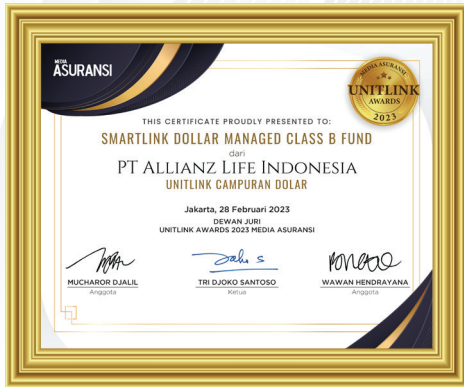 MEDIA
ASURANSI
MEDIA ASURANSI
UNITLINK
AWARDS
2023
THIS CERTIFICATE PROUDLY PRESENTED TO:
SMARTLINK DOLLAR MANAGED CLASS B FUND
dari
PT ALLIANZ LIFE INDONESIA
UNITLINK CAMPURAN DOLAR
Jakarta, 28 Februari 2023
DEWAN JURI
UNITLINK AWARDS 2023 MEDIA ASURANSI
MUCHAROR DJALIL
Anggota
TRI DJOKO SANTOSO
Ketua
WAWAN HENDRAYANA
Anggota